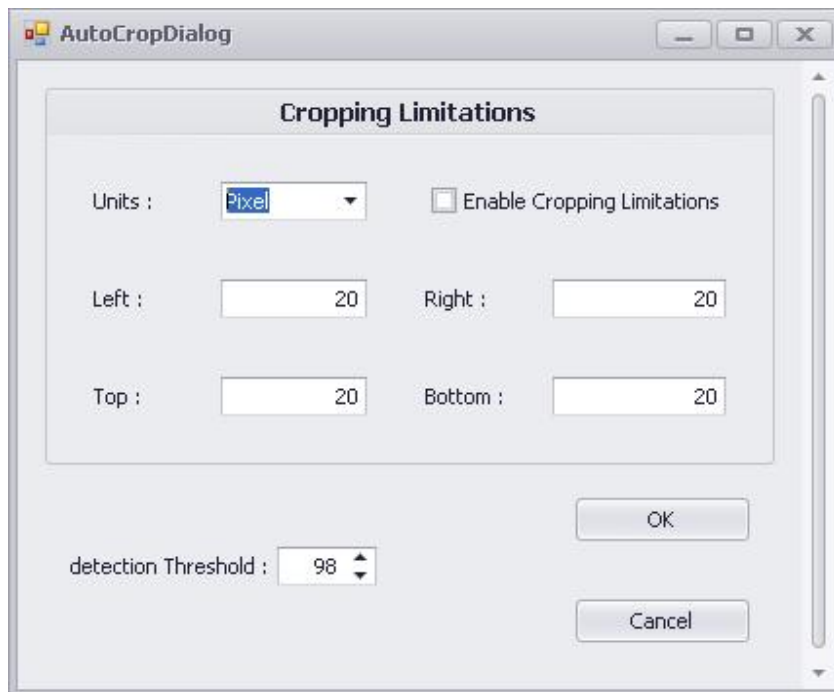 AutoCropDialog
Cropping Limitations
Units : Pixel Enable Cropping Limitations
Left : 20 Right : 20
Top : 20 Bottom : 20
OK
detection Threshold : 98
Cancel